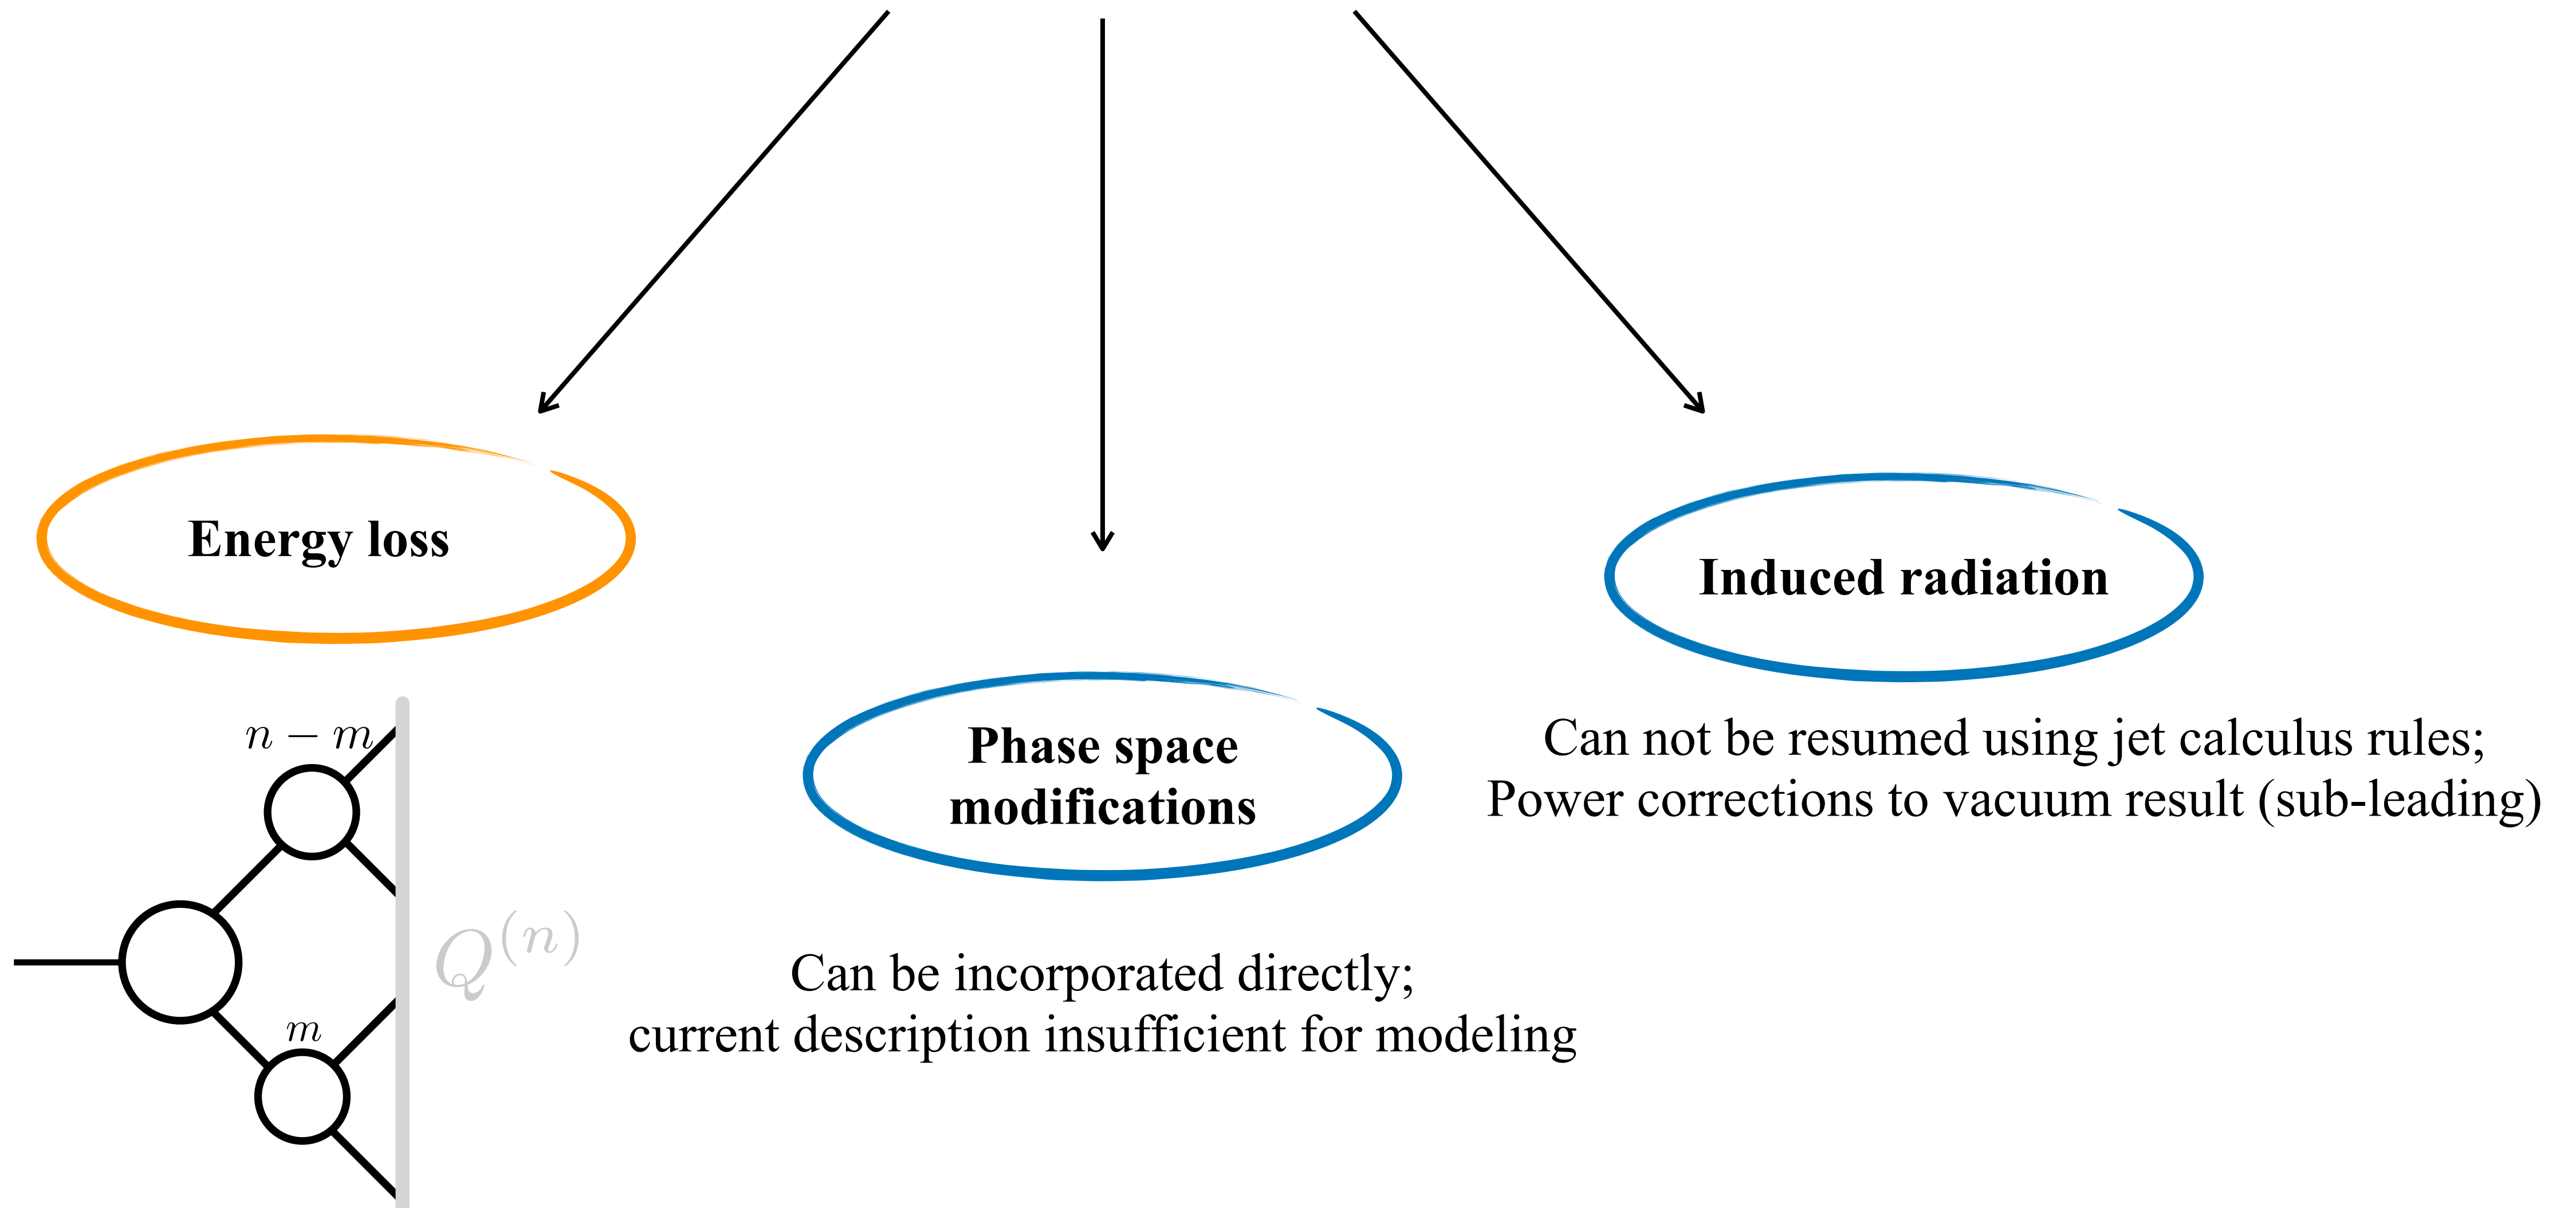 Energy loss
n − m
m
Q^(n)
Phase space
modifications
Can be incorporated directly;
current description insufficient for modeling
Induced radiation
Can not be resumed using jet calculus rules;
Power corrections to vacuum result (sub-leading)